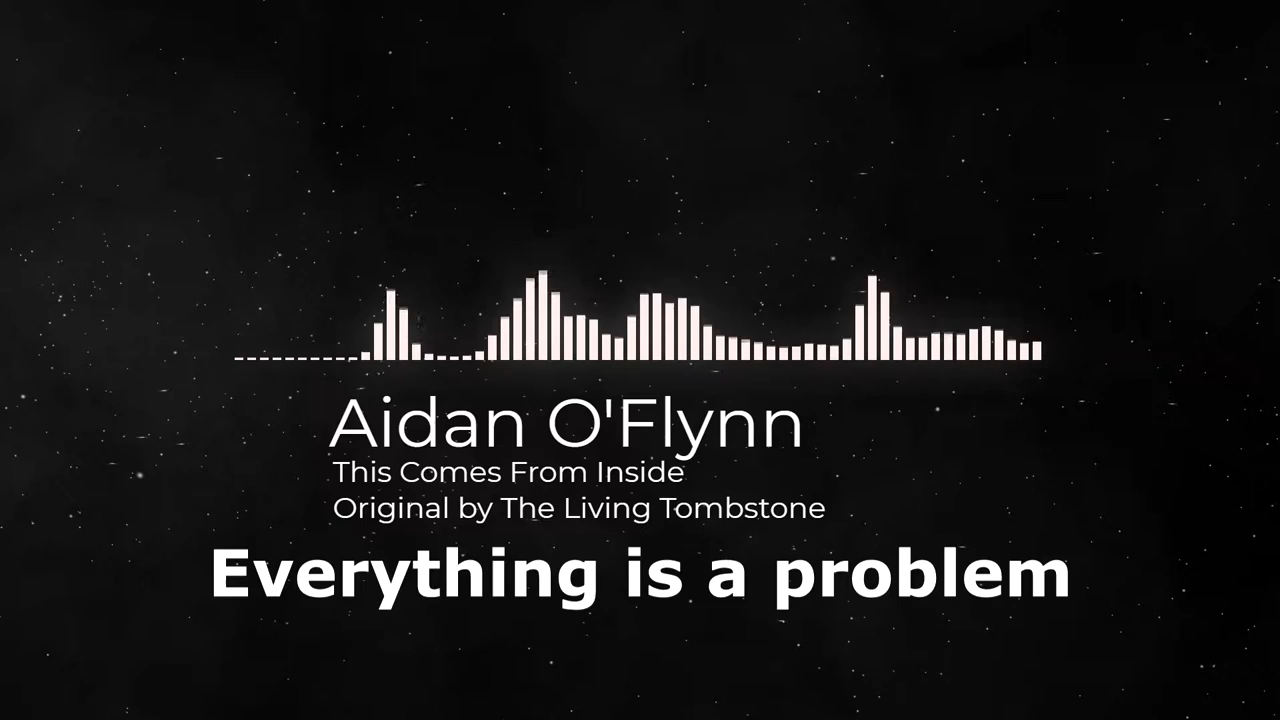 Aidan O'Flynn
This Comes From Inside
Original by The Living Tombstone
Everything is a problem